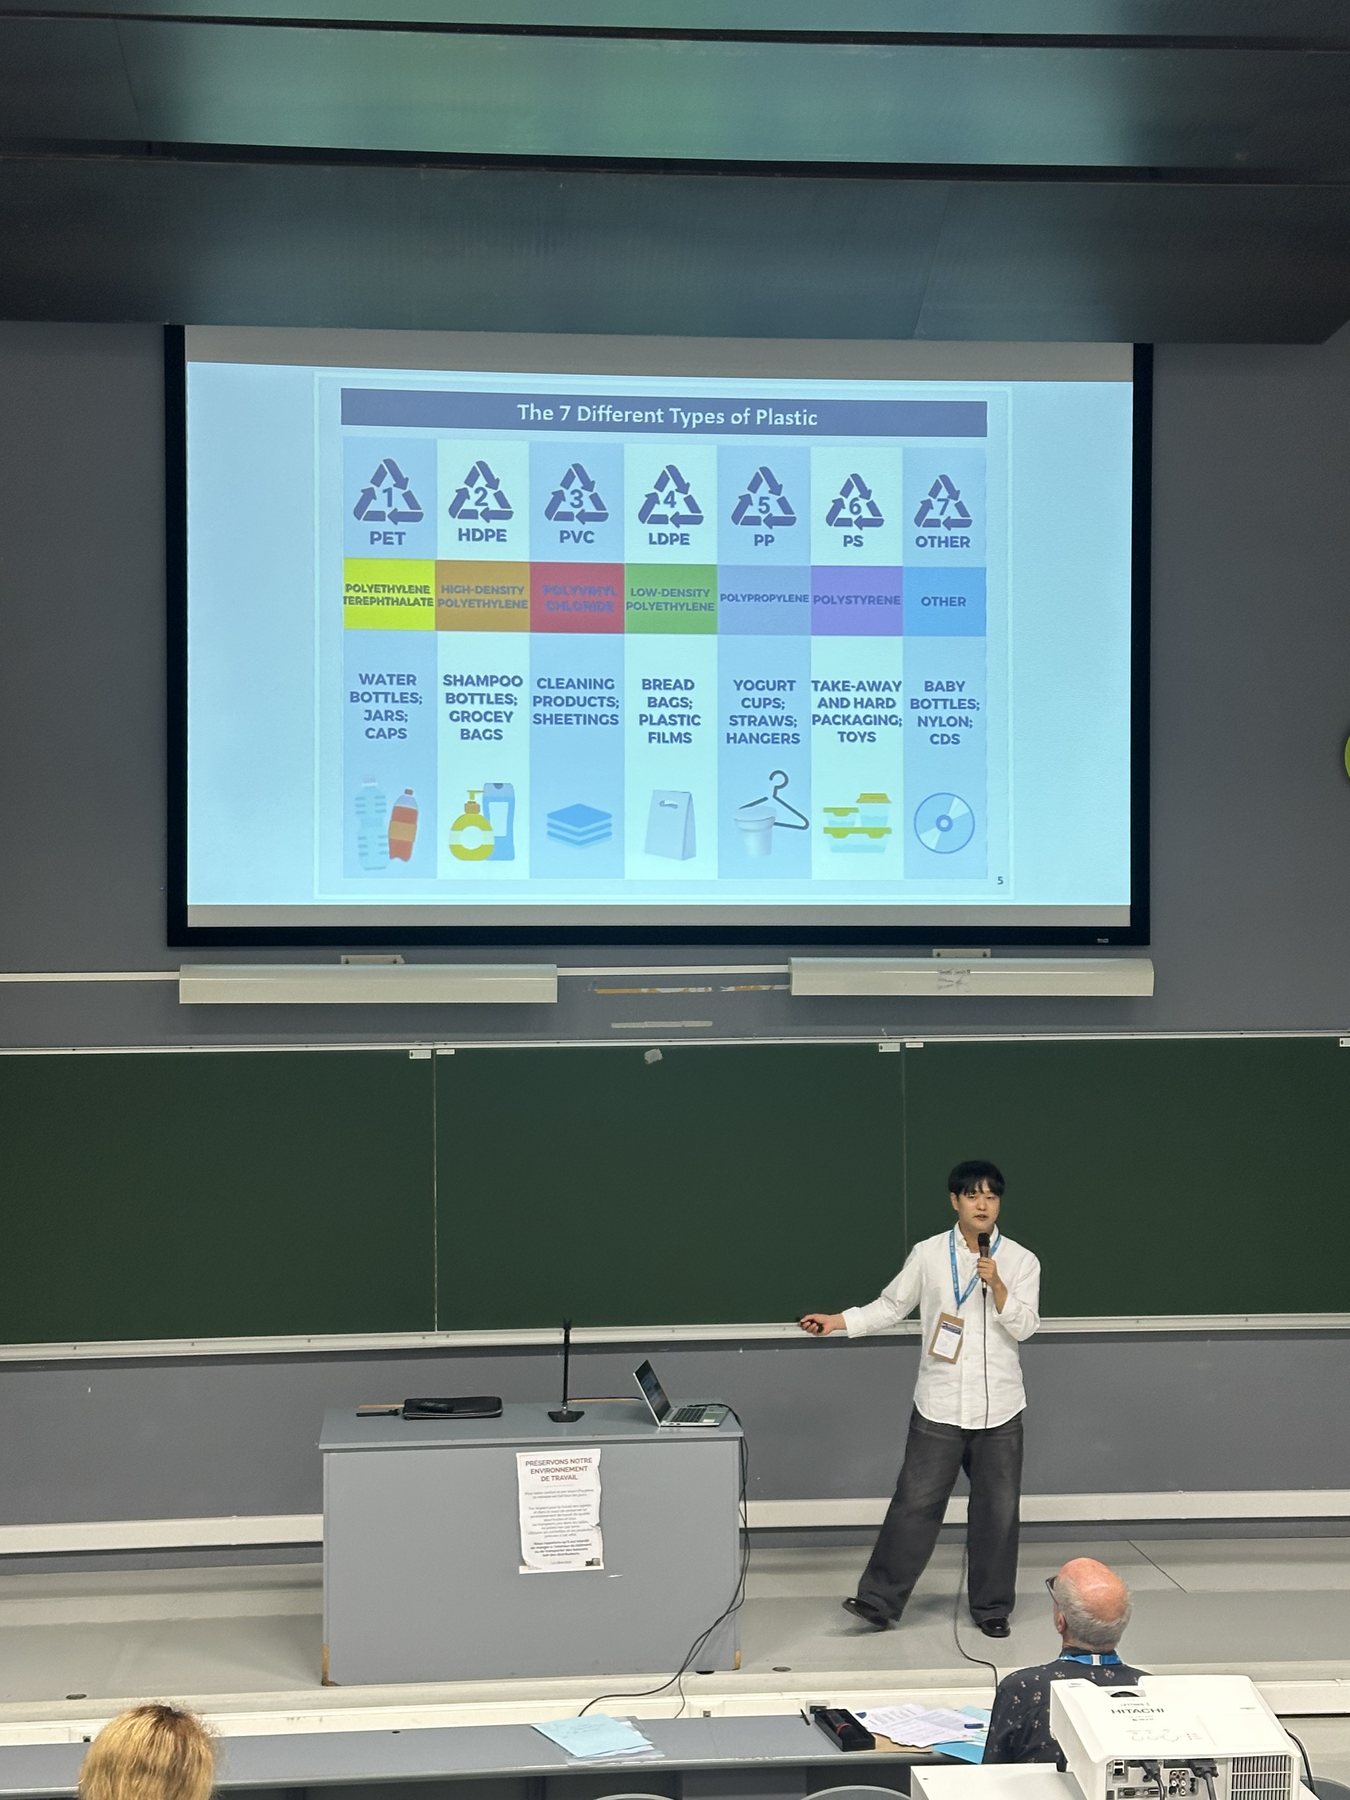 The 7 Different Types of Plastic
1
PET
2
HDPE
3
PVC
4
LDPE
5
PP
6
PS
7
OTHER
POLYETHYLENE
TEREPHTHALATE
HIGH-DENSITY
POLYETHYLENE
POLYVINYL
CHLORIDE
LOW-DENSITY
POLYETHYLENE
POLYPROPYLENE
POLYSTYRENE
OTHER
WATER
BOTTLES;
JARS;
CAPS
SHAMPOO
BOTTLES;
GROCEY
BAGS
CLEANING
PRODUCTS;
SHEETINGS
BREAD
BAGS;
PLASTIC
FILMS
YOGURT
CUPS;
STRAWS;
HANGERS
TAKE-AWAY
AND HARD
PACKAGING;
TOYS
BABY
BOTTLES;
NYLON;
CDS
5
PRÉSERVONS NOTRE
ENVIRONNEMENT
DE TRAVAIL
HITACHI